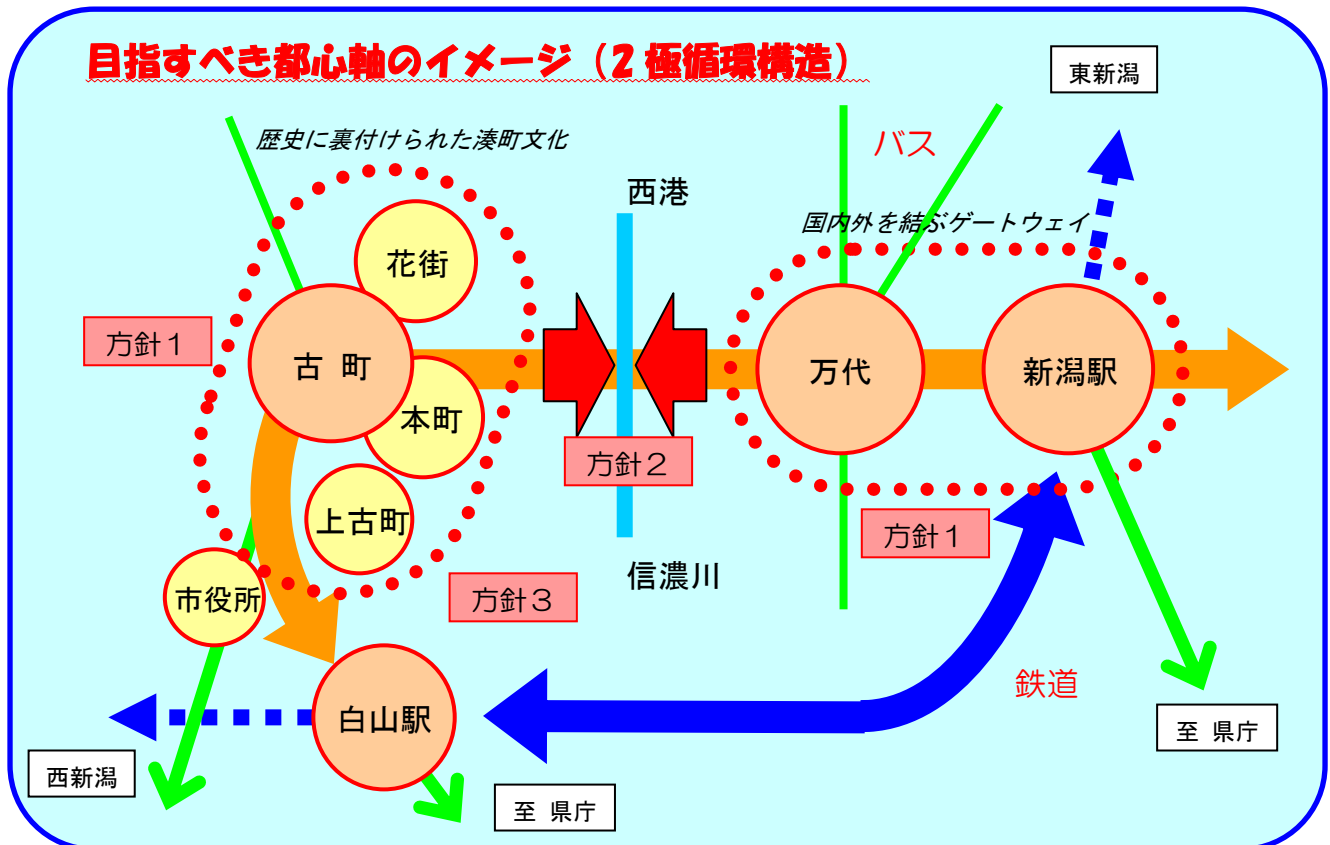 目指すべき都心軸のイメージ（２極循環構造）
東新潟
歴史に裏付けられた湊町文化
バス
西港
国内外を結ぶゲートウェイ
花街
方針１
古 町
万代
新潟駅
本町
方針２
上古町
方針１
信濃川
市役所
方針３
鉄道
白山駅
至 県庁
西新潟
至 県庁